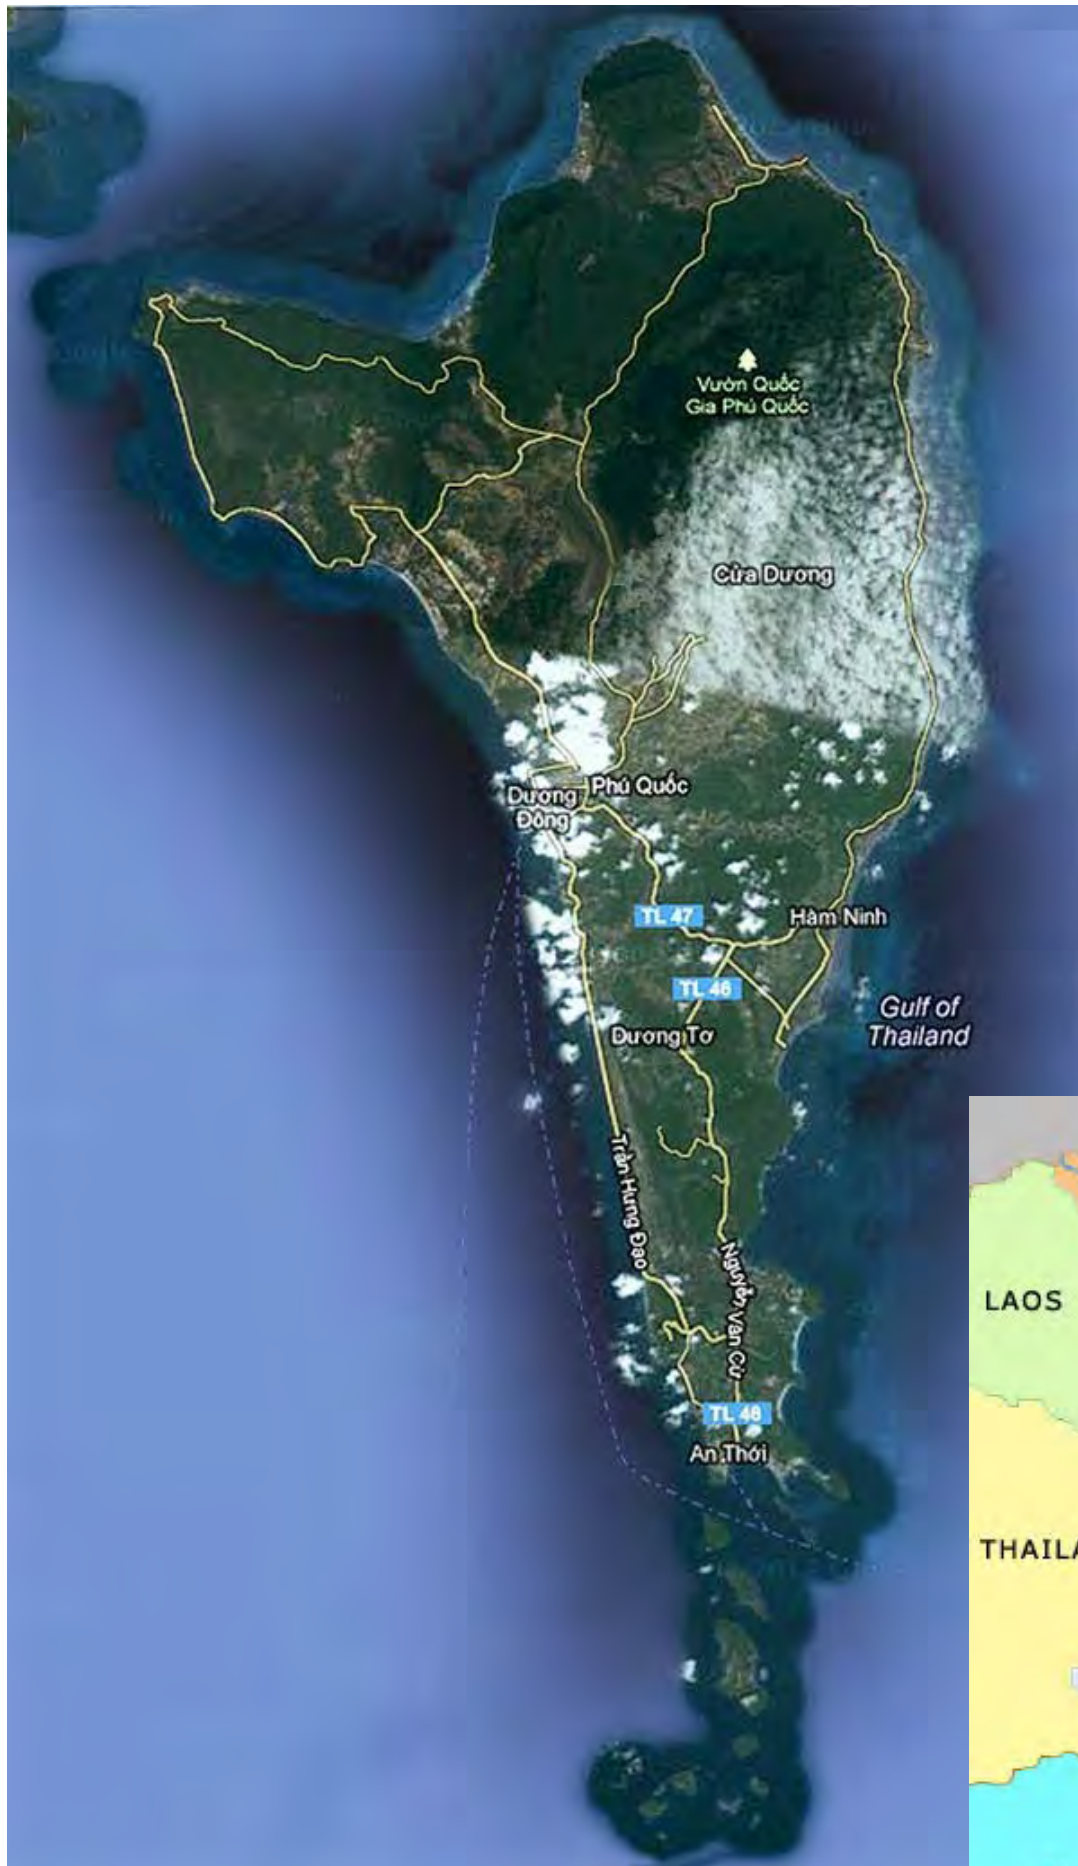 Vườn Quốc
Gia Phú Quốc
Cửa Dương
Phú Quốc
Dương
Đông
TL 47
Hàm Ninh
TL 46
Gulf of
Thailand
Dương Tơ
Trần Hưng Đạo
Nguyễn Văn Cừ
LAOS
TL 46
An Thới
THAILA